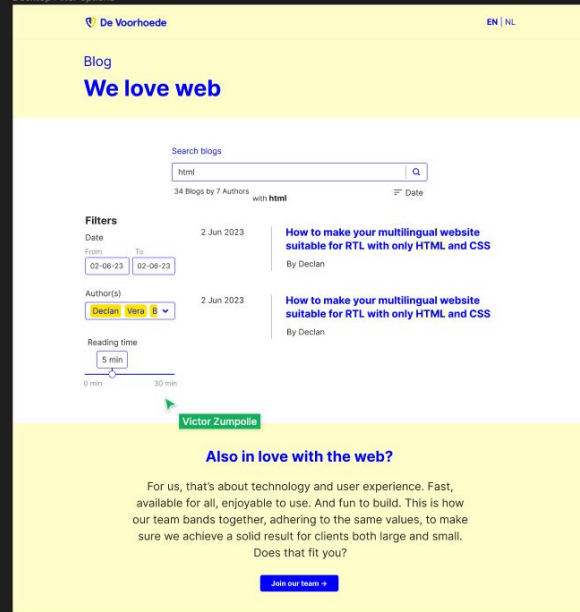 De Voorhoede
EN | NL
Blog
We love web
Search blogs
html
34 Blogs by 7 Authors
with html
Date
Filters
Date
From To
02-06-23 02-06-23
2 Jun 2023
How to make your multilingual website
suitable for RTL with only HTML and CSS
By Declan
Author(s)
Declan Vera B
2 Jun 2023
How to make your multilingual website
suitable for RTL with only HTML and CSS
By Declan
Reading time
5 min
0 min 30 min
Victor Zumpolle
Also in love with the web?
For us, that's about technology and user experience. Fast,
available for all, enjoyable to use. And fun to build. This is how
our team bands together, adhering to the same values, to make
sure we achieve a solid result for clients both large and small.
Does that fit you?
Join our team →